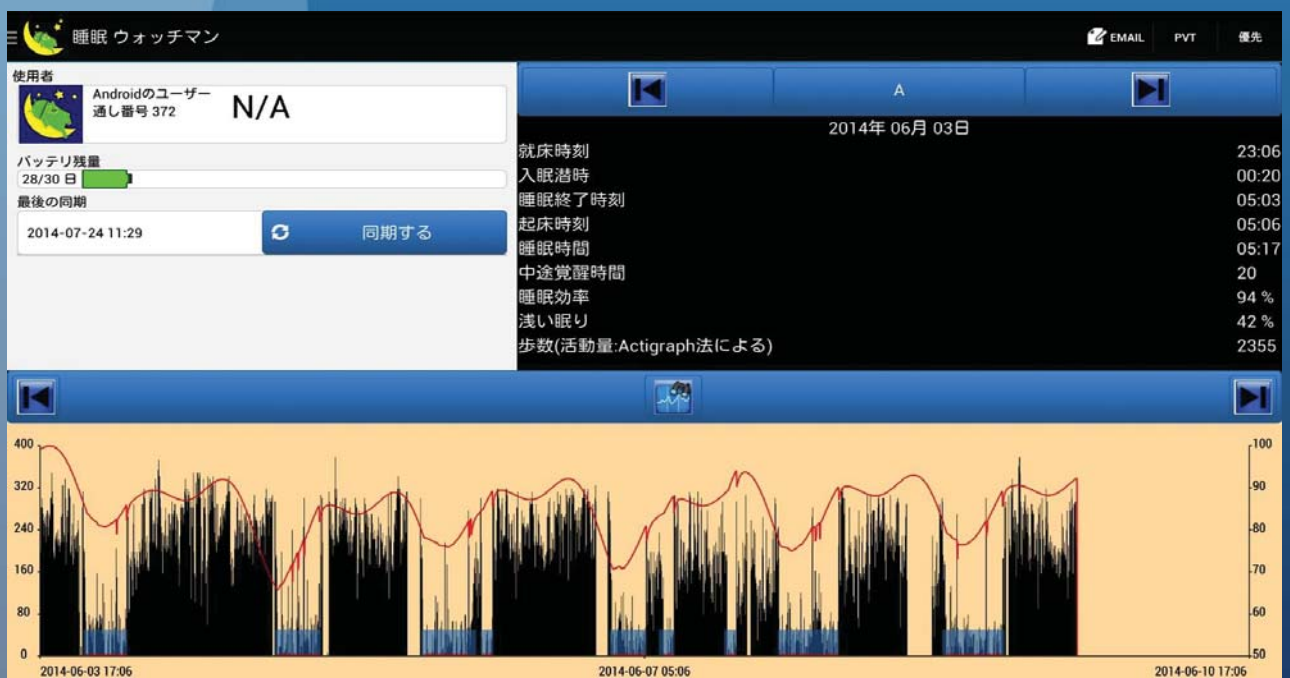 睡眠 ウォッチマン
EMAIL PVT 優先
使用者
Androidのユーザー
通し番号 372
N/A
バッテリ残量
28/30 日
最後の同期
2014-07-24 11:29
同期する
A
2014年 06月 03日
就床時刻 23:06
入眠潜時 00:20
睡眠終了時刻 05:03
起床時刻 05:06
睡眠時間 05:17
中途覚醒時間 20
睡眠効率 94 %
浅い眠り 42 %
歩数(活動量:Actigraph法による) 2355
400 100
320 90
240 80
160 70
80 60
0 50
2014-06-03 17:06 2014-06-07 05:06 2014-06-10 17:06